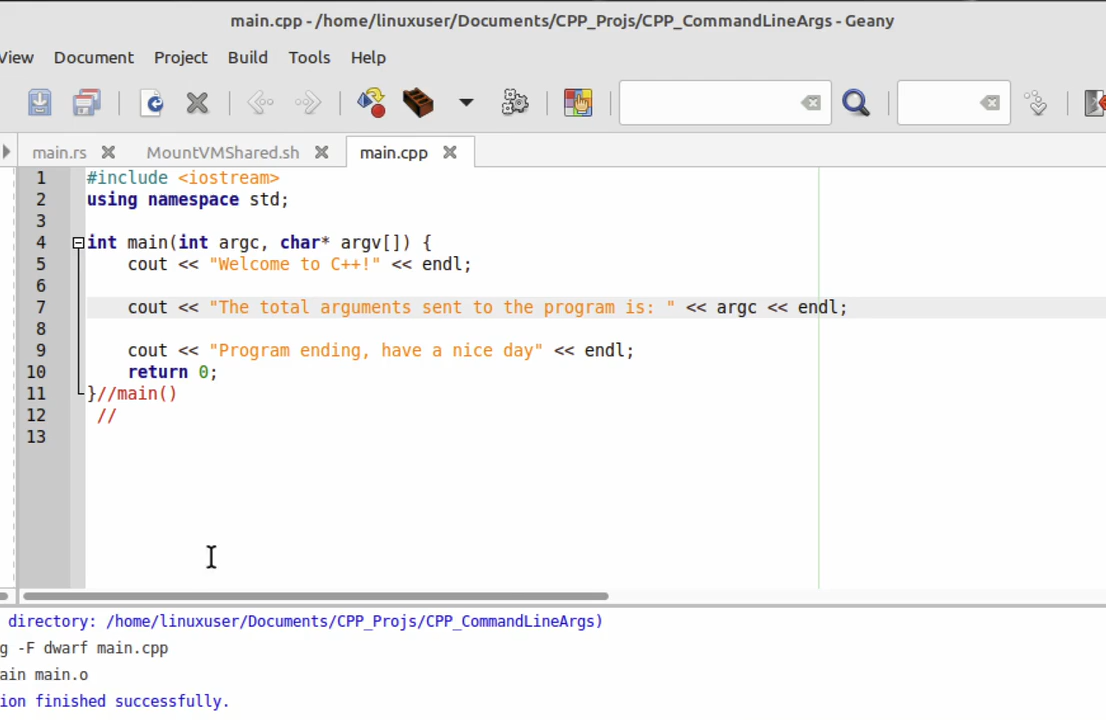 main.cpp - /home/linuxuser/Documents/CPP_Projs/CPP_CommandLineArgs - Geany
View Document Project Build Tools Help
main.rs MountVMShared.sh main.cpp
1 #include <iostream>
2 using namespace std;
3
4 int main(int argc, char* argv[]) {
5 cout << "Welcome to C++!" << endl;
6
7 cout << "The total arguments sent to the program is: " << argc << endl;
8
9 cout << "Program ending, have a nice day" << endl;
10 return 0;
11 }//main()
12 //
13
directory: /home/linuxuser/Documents/CPP_Projs/CPP_CommandLineArgs)
g -F dwarf main.cpp
ain main.o
ion finished successfully.